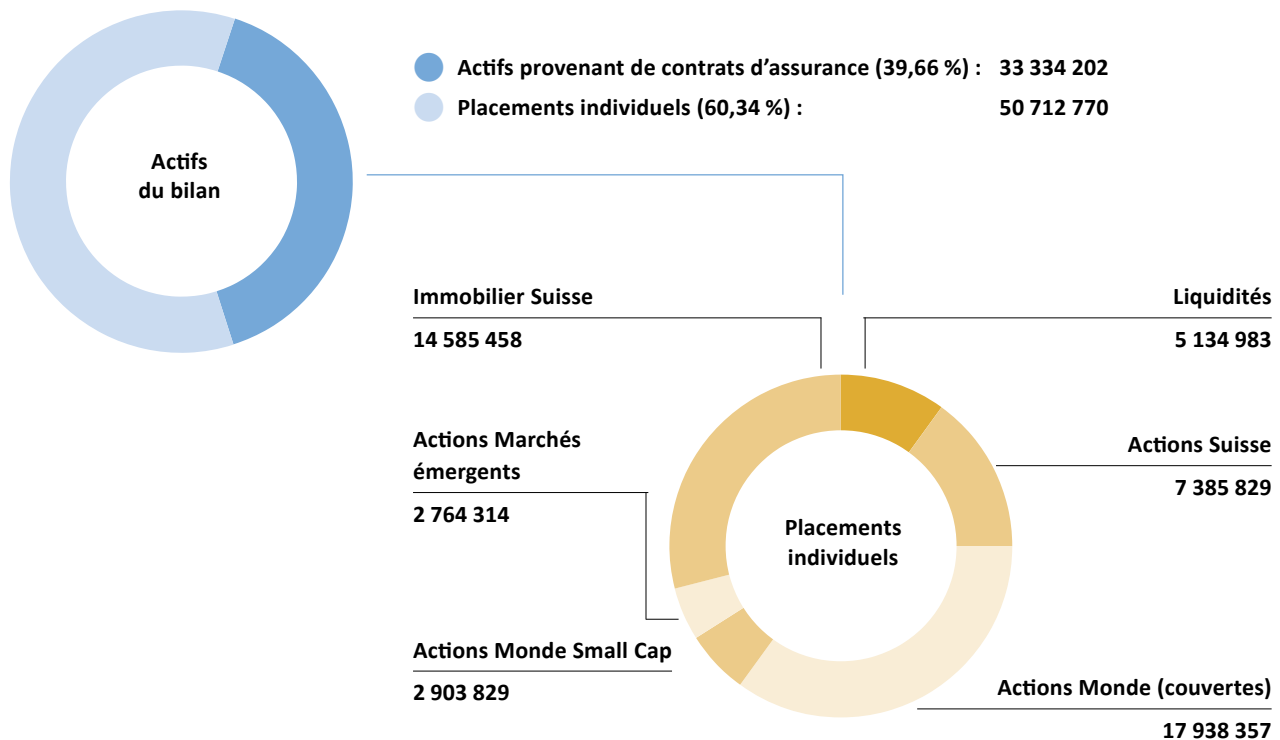 Actifs
du bilan
Actifs provenant de contrats d'assurance (39,66 %) : 33 334 202
Placements individuels (60,34 %) : 50 712 770
Immobilier Suisse
14 585 458
Liquidités
5 134 983
Actions Marchés
émergents
2 764 314
Actions Suisse
7 385 829
Placements
individuels
Actions Monde Small Cap
2 903 829
Actions Monde (couvertes)
17 938 357